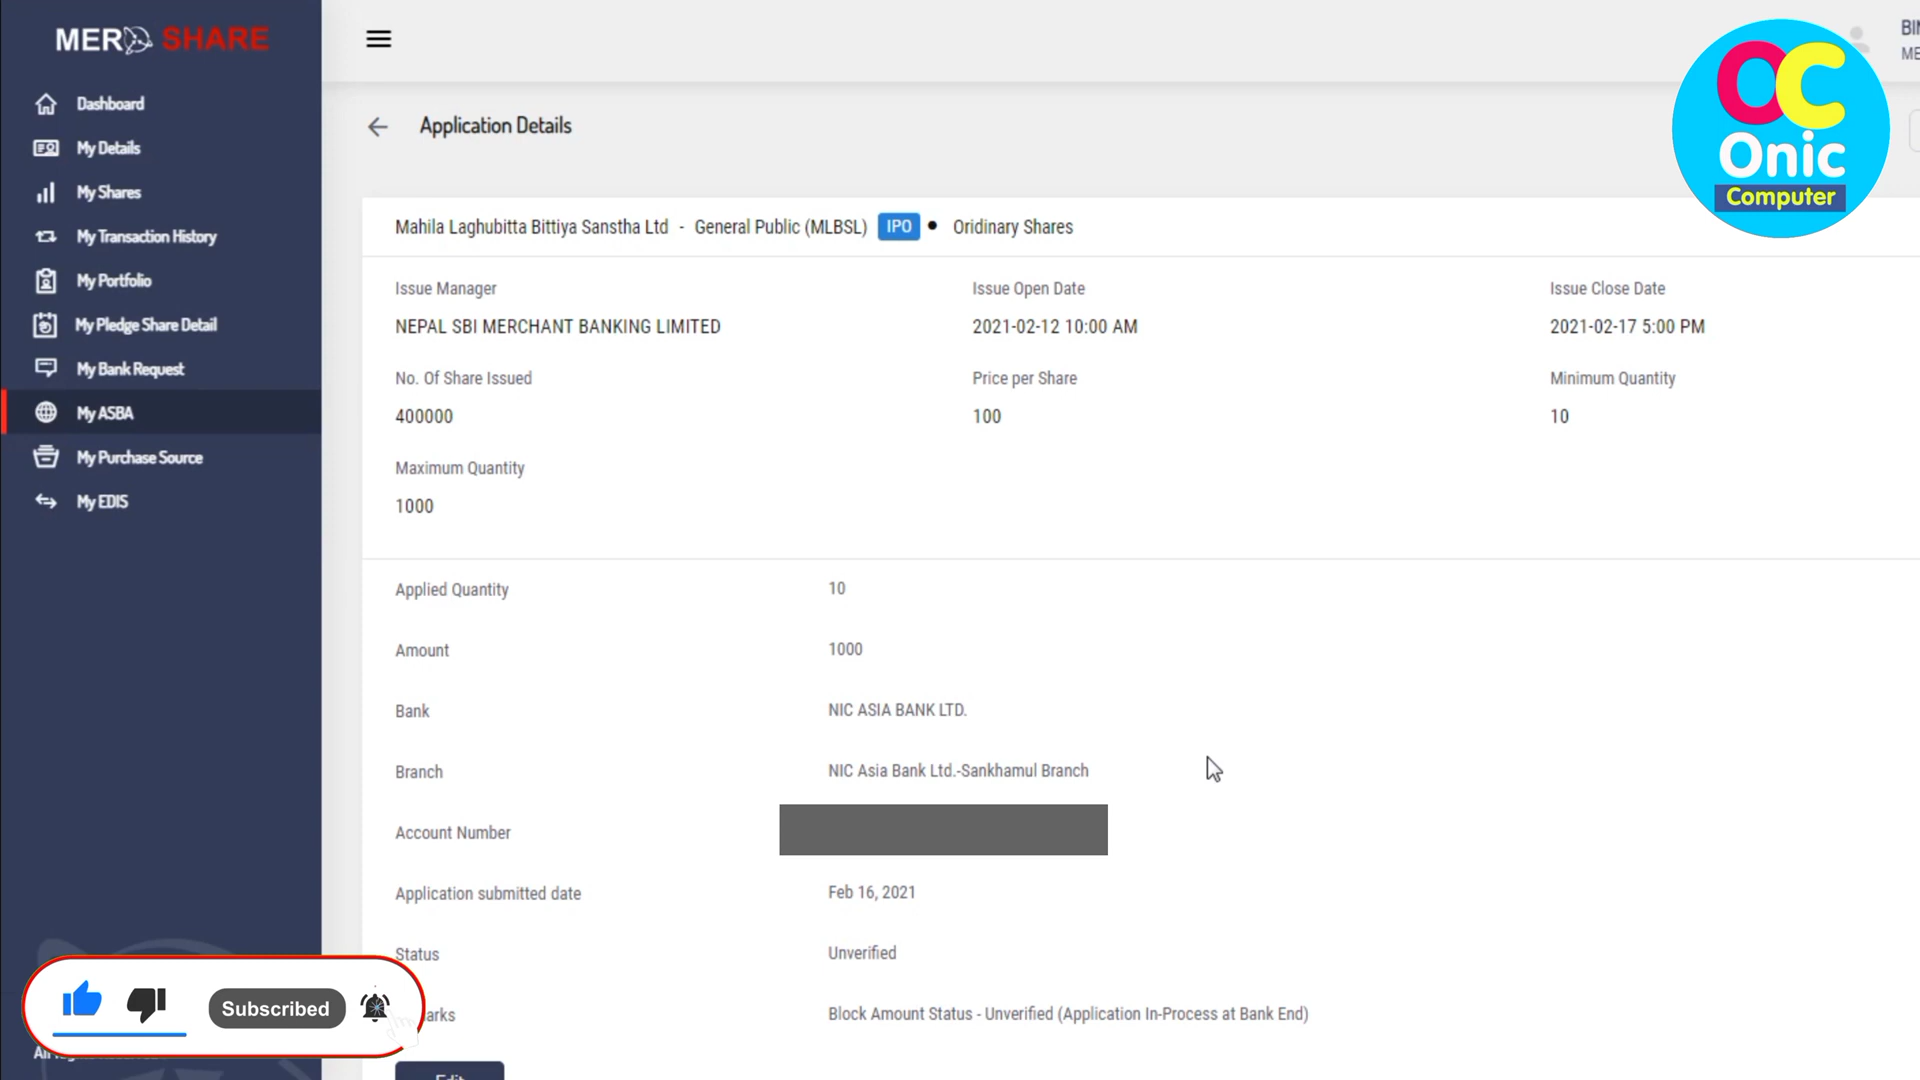 MERO SHARE
BI
ME
Dashboard
My Details
My Shares
My Transaction History
My Portfolio
My Pledge Share Detail
My Bank Request
My ASBA
My Purchase Source
My EDIS
Application Details
OC
Onic
Computer
Mahila Laghubitta Bittiya Sanstha Ltd - General Public (MLBSL) IPO ● Oridinary Shares
Issue Manager
NEPAL SBI MERCHANT BANKING LIMITED
Issue Open Date
2021-02-12 10:00 AM
Issue Close Date
2021-02-17 5:00 PM
No. Of Share Issued
400000
Price per Share
100
Minimum Quantity
10
Maximum Quantity
1000
Applied Quantity 10
Amount 1000
Bank NIC ASIA BANK LTD.
Branch NIC Asia Bank Ltd.-Sankhamul Branch
Account Number
Application submitted date Feb 16, 2021
Status Unverified
arks Block Amount Status - Unverified (Application In-Process at Bank End)
Subscribed
Edit